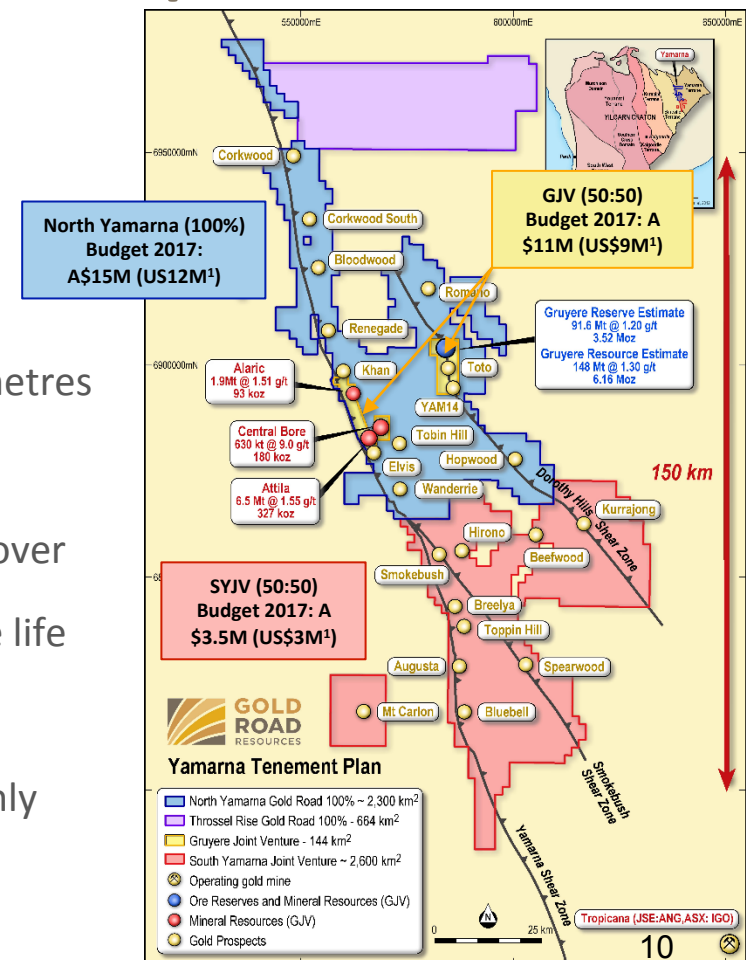 550000mE
600000mE
650000mE
Yamarna
YILGARN CRATON
6950000mN
Corkwood
GJV (50:50)
Budget 2017: A
$11M (US$9M1)
North Yamarna (100%)
Budget 2017:
A$15M (US12M1)
Corkwood South
Bloodwood
Romano
Gruyere Reserve Estimate
91.6 Mt @ 1.20 g/t
3.52 Moz
Gruyere Resource Estimate
148 Mt @ 1.30 g/t
6.16 Moz
Renegade
6900000mN
Alaric
1.9Mt @ 1.51 g/t
93 koz
Khan
Toto
etres
YAM14
Central Bore
630 kt @ 9.0 g/t
180 koz
Tobin Hill
Hopwood
Elvis
150 km
Attila
6.5 Mt @ 1.55 g/t
327 koz
Wanderrie
Dorothy Hills Shear Zone
Kurrajong
Hirono
Beefwood
over
Smokebush
SYJV (50:50)
Budget 2017: A
$3.5M (US$3M1)
Breelya
e life
Toppin Hill
Augusta
Spearwood
GOLD
ROAD
RESOURCES
Mt Carlon
Bluebell
Yamarna Tenement Plan
Smokebush
Shear Zone
nly
North Yamarna Gold Road 100% ~ 2,300 km2
Throssel Rise Gold Road 100% - 664 km2
Gruyere Joint Venture - 144 km2
South Yamarna Joint Venture ~ 2,600 km2
Yamarna Shear Zone
Operating gold mine
Ore Reserves and Mineral Resources (GJV)
Mineral Resources (GJV)
Gold Prospects
N
0 25 km
Tropicana (JSE:ANG,ASX: IGO)
10